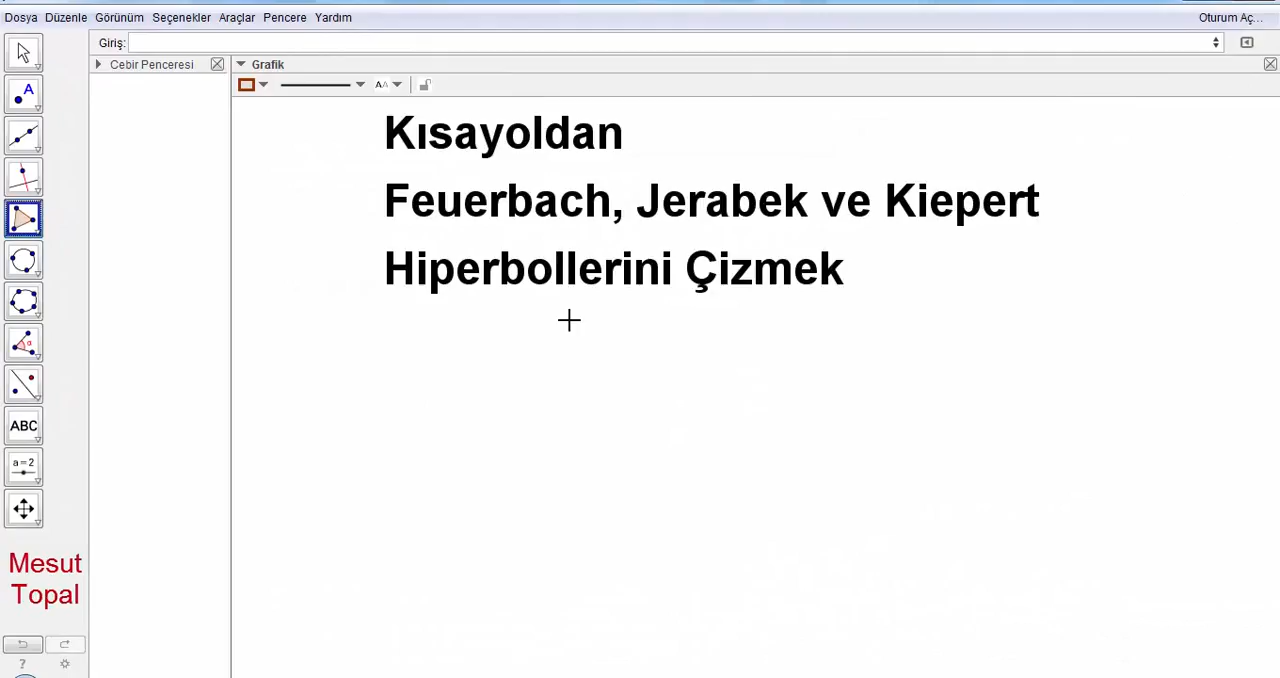 Dosya Düzenle Görünüm Seçenekler Araçlar Pencere Yardım Oturum Aç...
Giriş:
Cebir Penceresi Grafik
A
AA
Kısayoldan
Feuerbach, Jerabek ve Kiepert
Hiperbollerini Çizmek
α
ABC
a=2
Mesut
Topal
?